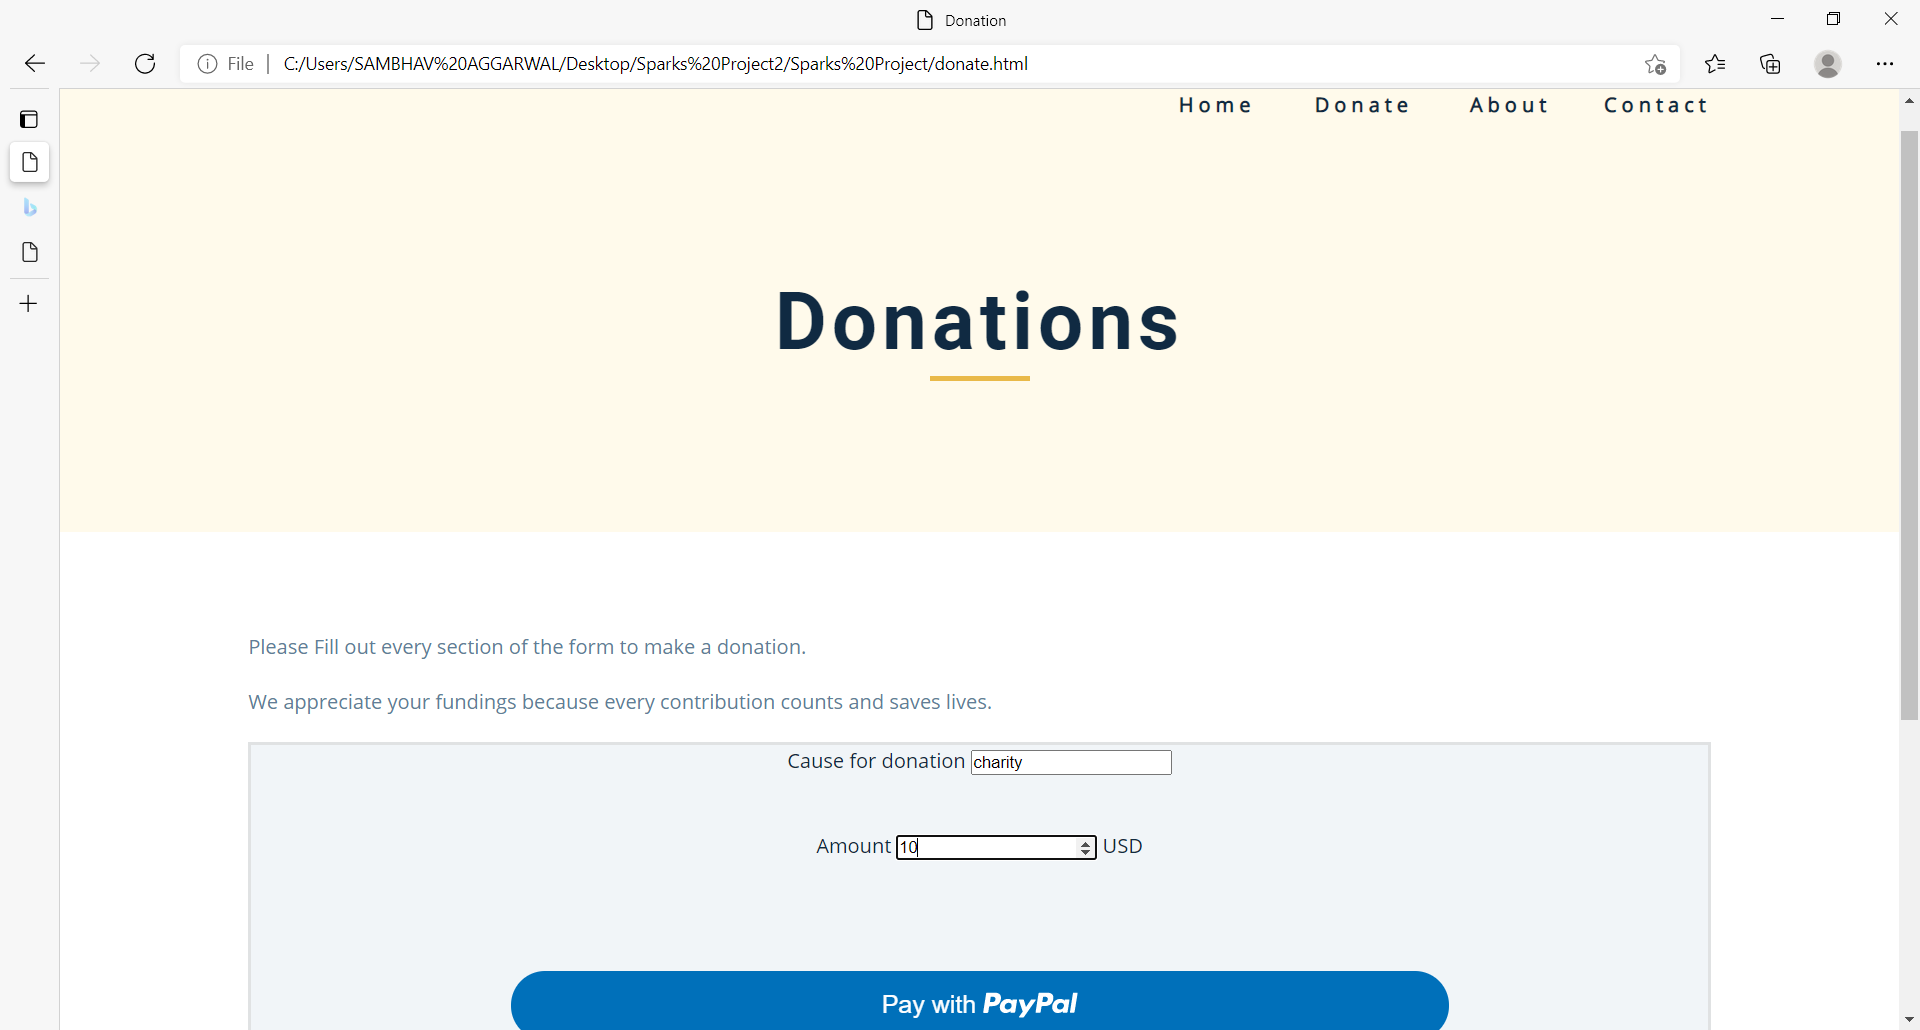 Donation
File
C:/Users/SAMBHAV%20AGGARWAL/Desktop/Sparks%20Project2/Sparks%20Project/donate.html
Home Donate About Contact
Donations
Please Fill out every section of the form to make a donation.
We appreciate your fundings because every contribution counts and saves lives.
Cause for donation charity
Amount 10 USD
Pay with PayPal